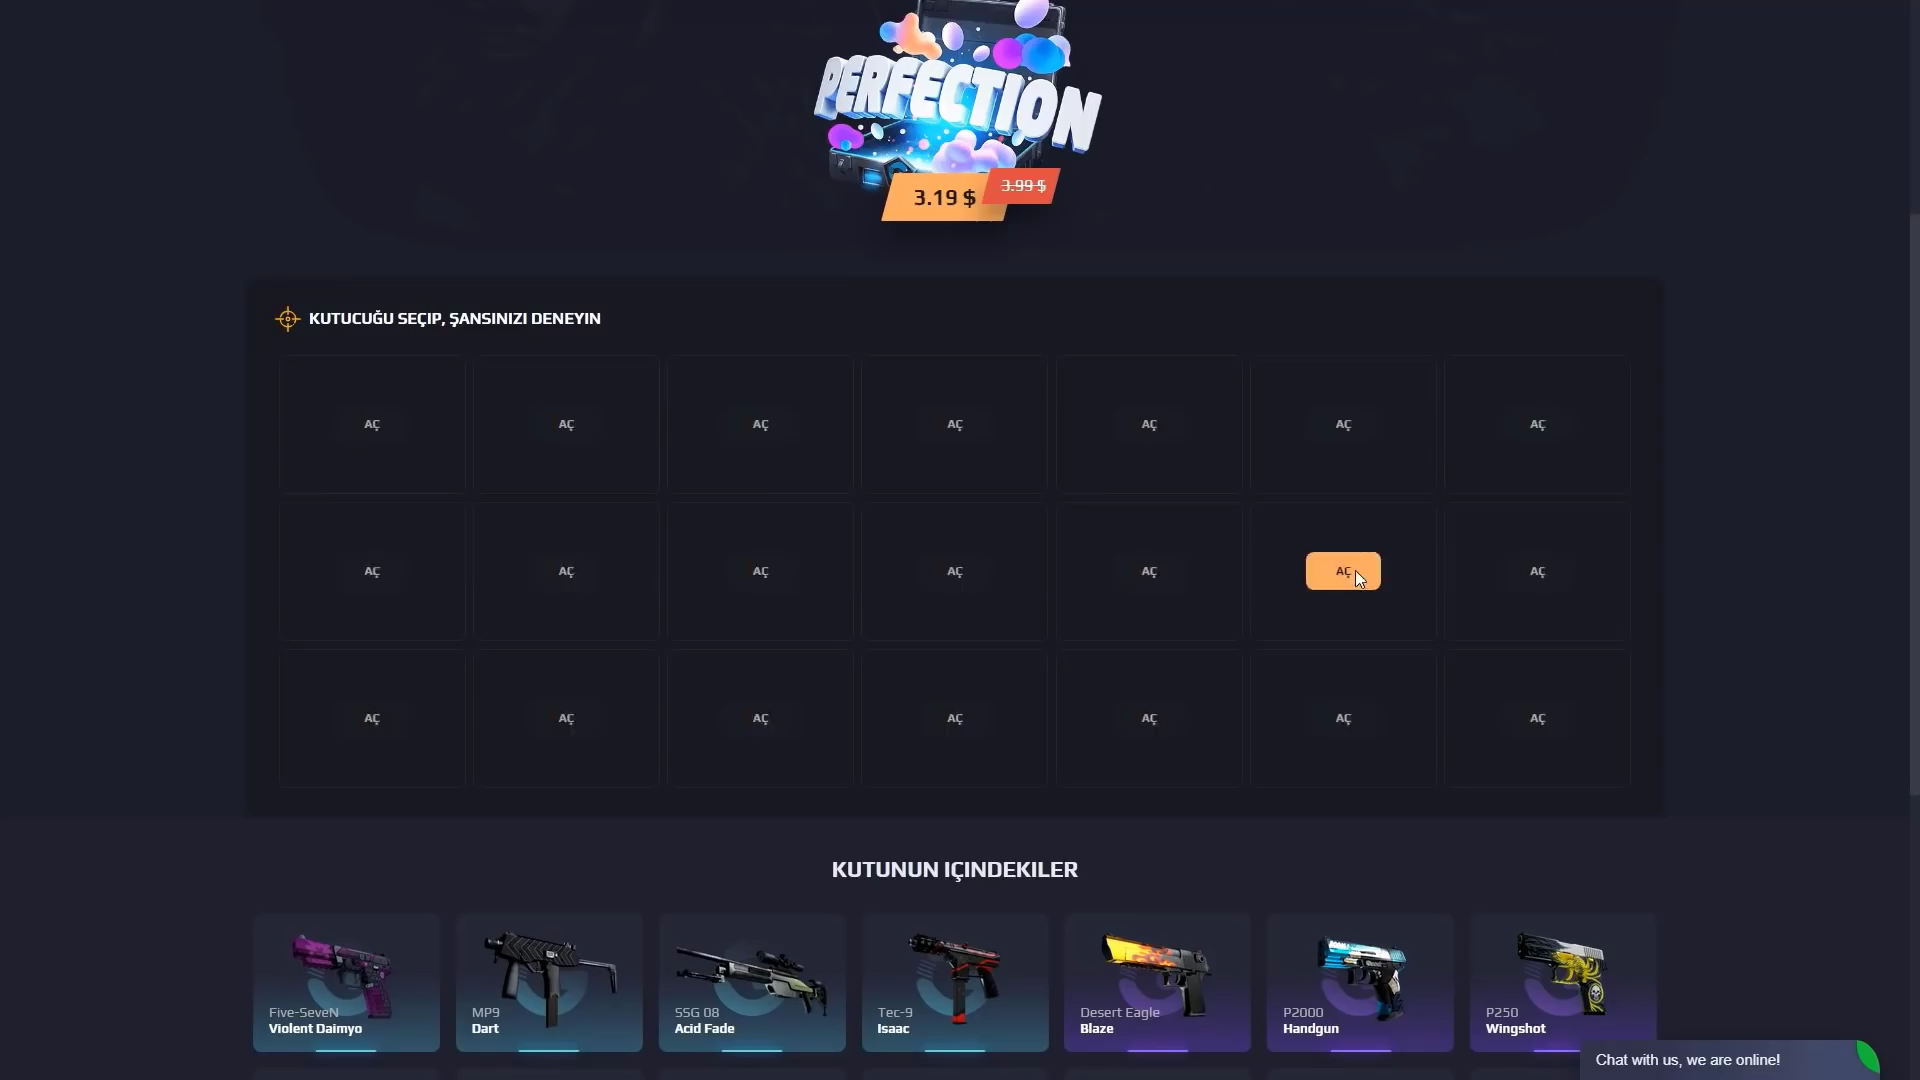 PERFECTION
3.19 $
3.99 $
KUTUCUĞU SEÇIP, ŞANSINIZI DENEYIN
AÇ AÇ AÇ AÇ AÇ AÇ AÇ
AÇ AÇ AÇ AÇ AÇ AÇ AÇ
AÇ AÇ AÇ AÇ AÇ AÇ AÇ
KUTUNUN IÇINDEKILER
Five-SeveN
Violent Daimyo
MP9
Dart
SSG 08
Acid Fade
Tec-9
Isaac
Desert Eagle
Blaze
P2000
Handgun
P250
Wingshot
Chat with us, we are online!